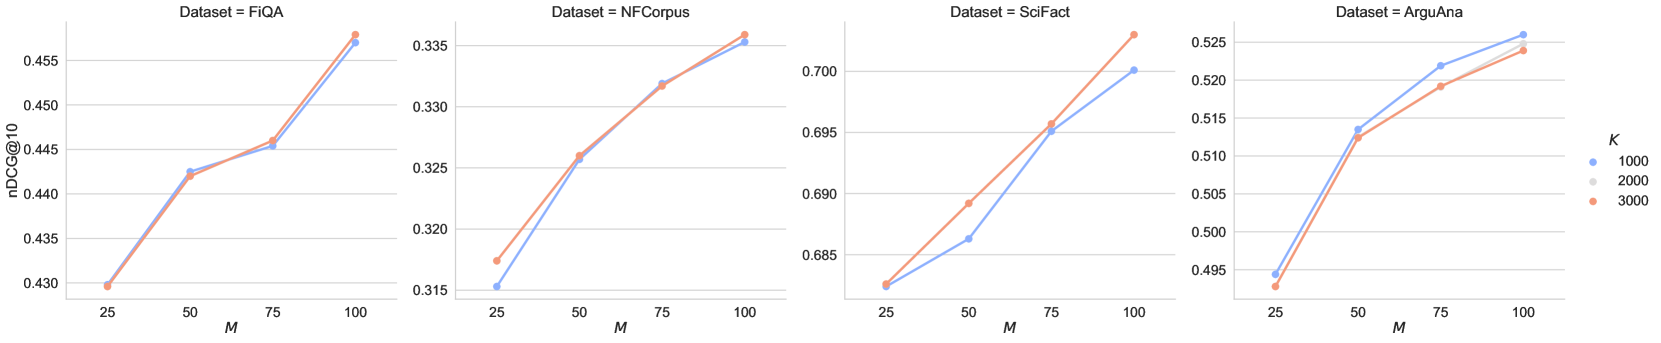 Dataset = FiQA
Dataset = NFCorpus
Dataset = SciFact
Dataset = ArguAna
nDCG@10
0.455
0.450
0.445
0.440
0.435
0.430
25 50 75 100
M
0.335
0.330
0.325
0.320
0.315
25 50 75 100
M
0.700
0.695
0.690
0.685
25 50 75 100
M
0.525
0.520
0.515
0.510
0.505
0.500
0.495
25 50 75 100
M
K
1000
2000
3000